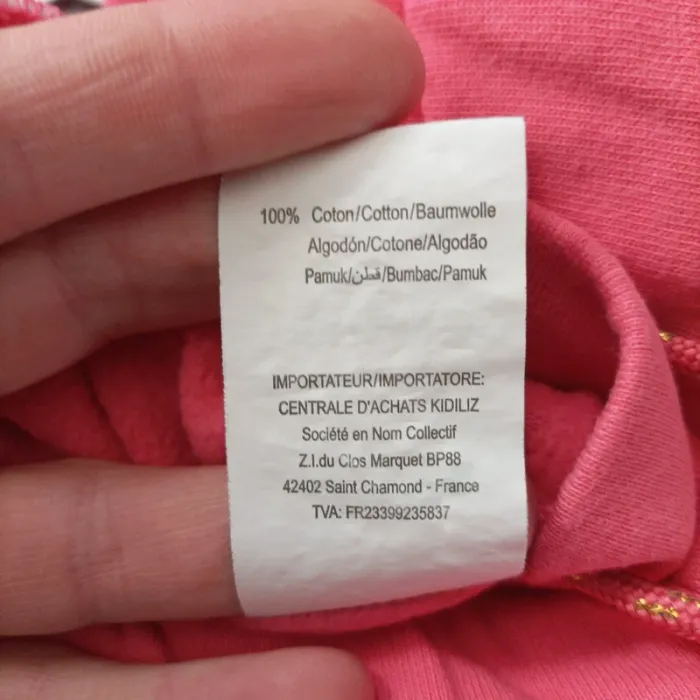 100% Coton/Cotton/Baumwolle
Algodón/Cotone/Algodão
Pamuk/قطن/Bumbac/Pamuk
IMPORTATEUR/IMPORTATORE:
CENTRALE D'ACHATS KIDILIZ
Société en Nom Collectif
Z.I.du Clos Marquet BP88
42402 Saint Chamond - France
TVA: FR23399235837